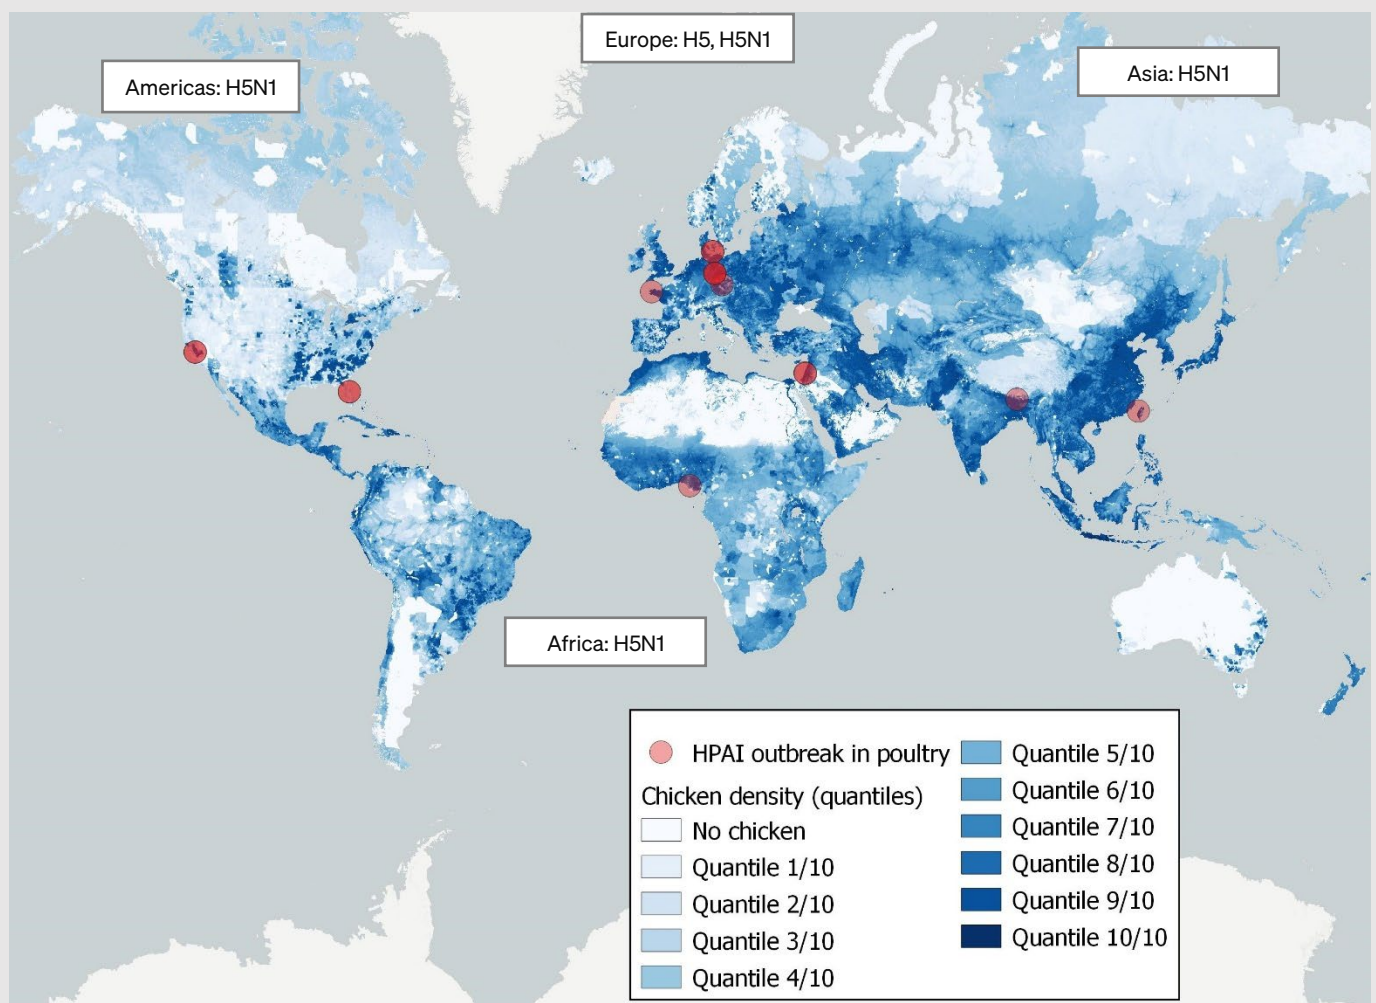 Europe: H5, H5N1
Americas: H5N1
Asia: H5N1
Africa: H5N1
HPAI outbreak in poultry
Chicken density (quantiles)
No chicken
Quantile 1/10
Quantile 2/10
Quantile 3/10
Quantile 4/10
Quantile 5/10
Quantile 6/10
Quantile 7/10
Quantile 8/10
Quantile 9/10
Quantile 10/10